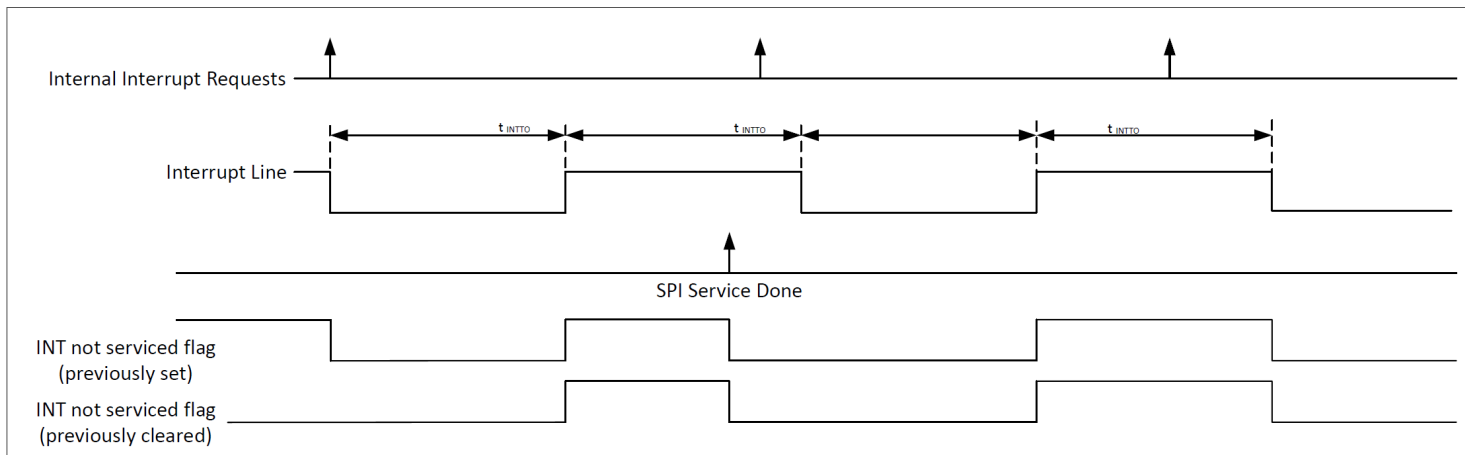 Internal Interrupt Requests
t INTTO
t INTTO
t INTTO
Interrupt Line
SPI Service Done
INT not serviced flag
(previously set)
INT not serviced flag
(previously cleared)